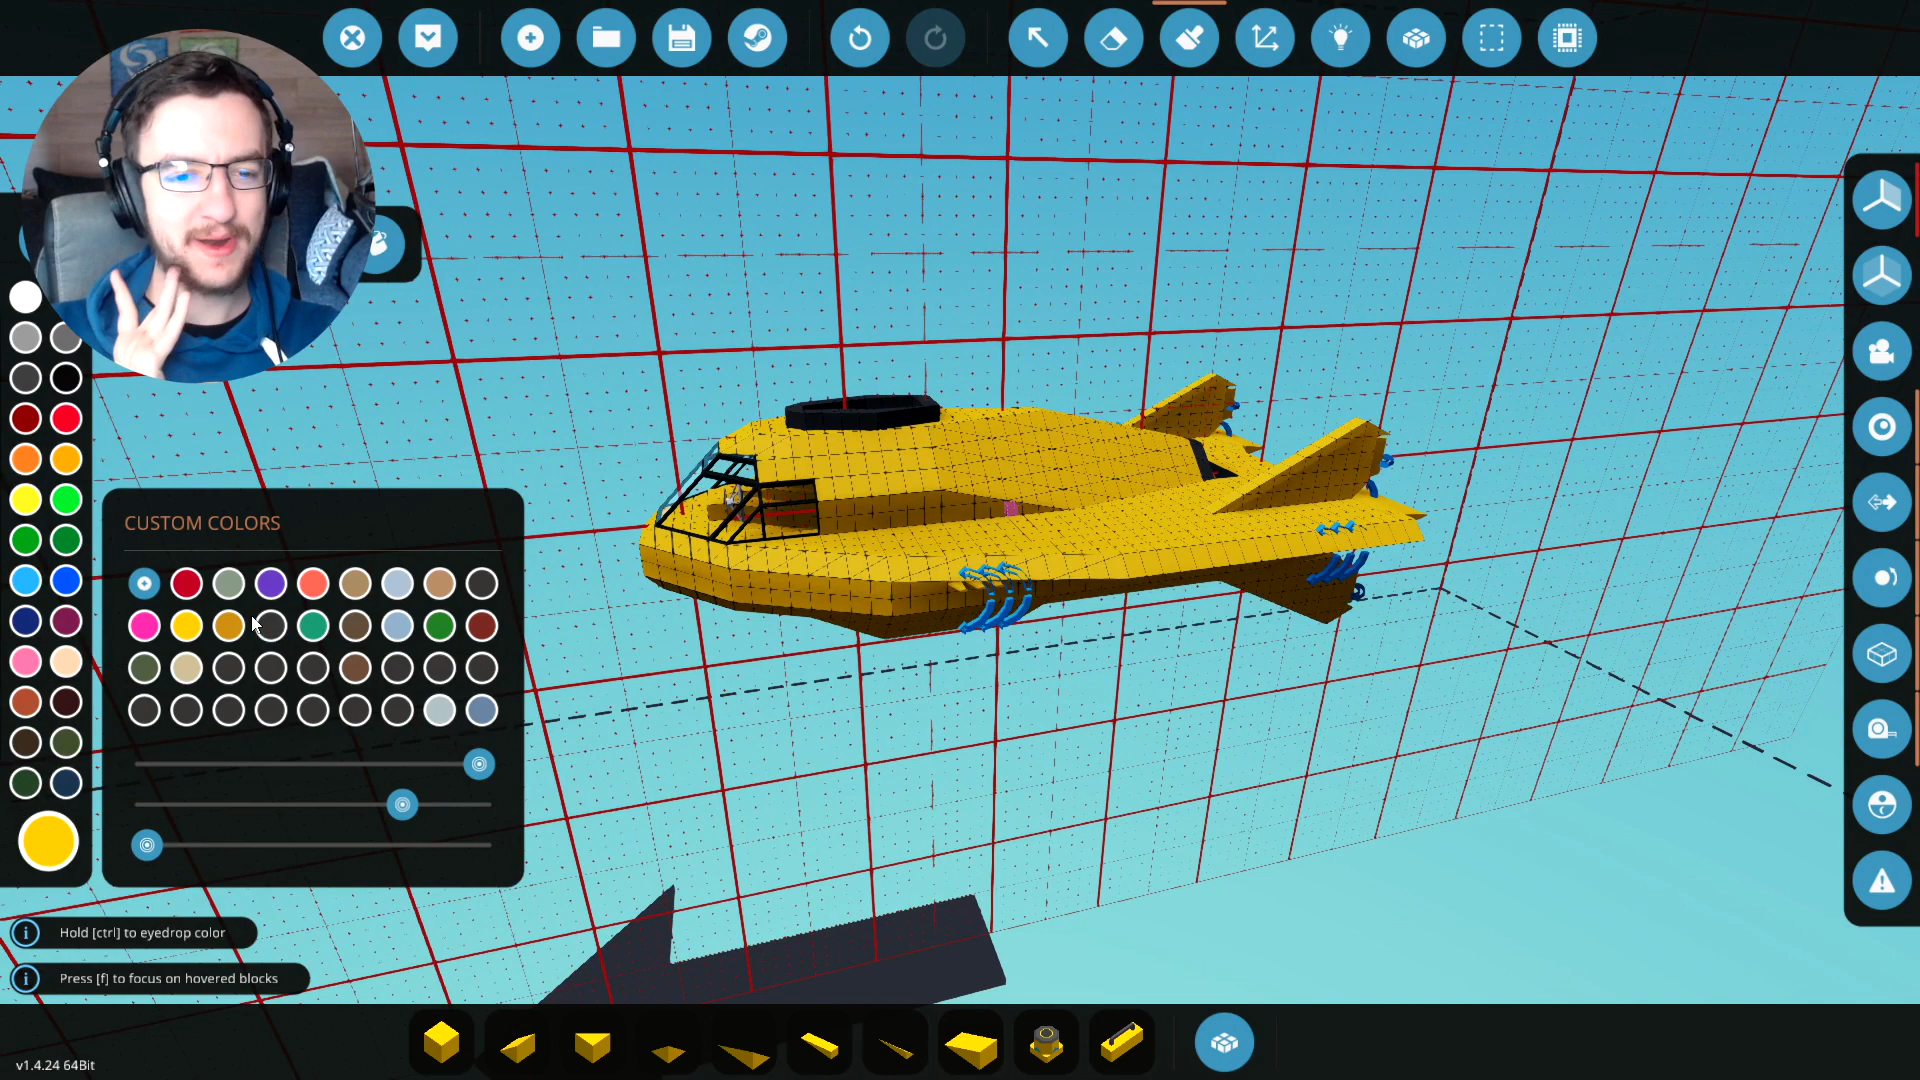 CUSTOM COLORS
Hold [ctrl] to eyedrop color
Press [f] to focus on hovered blocks
v1.4.24 64Bit